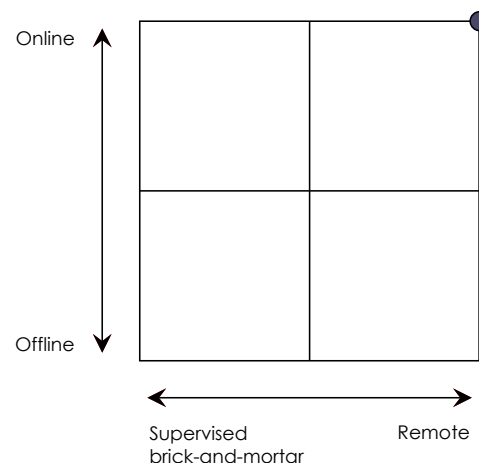 Online
Offline
Supervised
brick-and-mortar
Remote